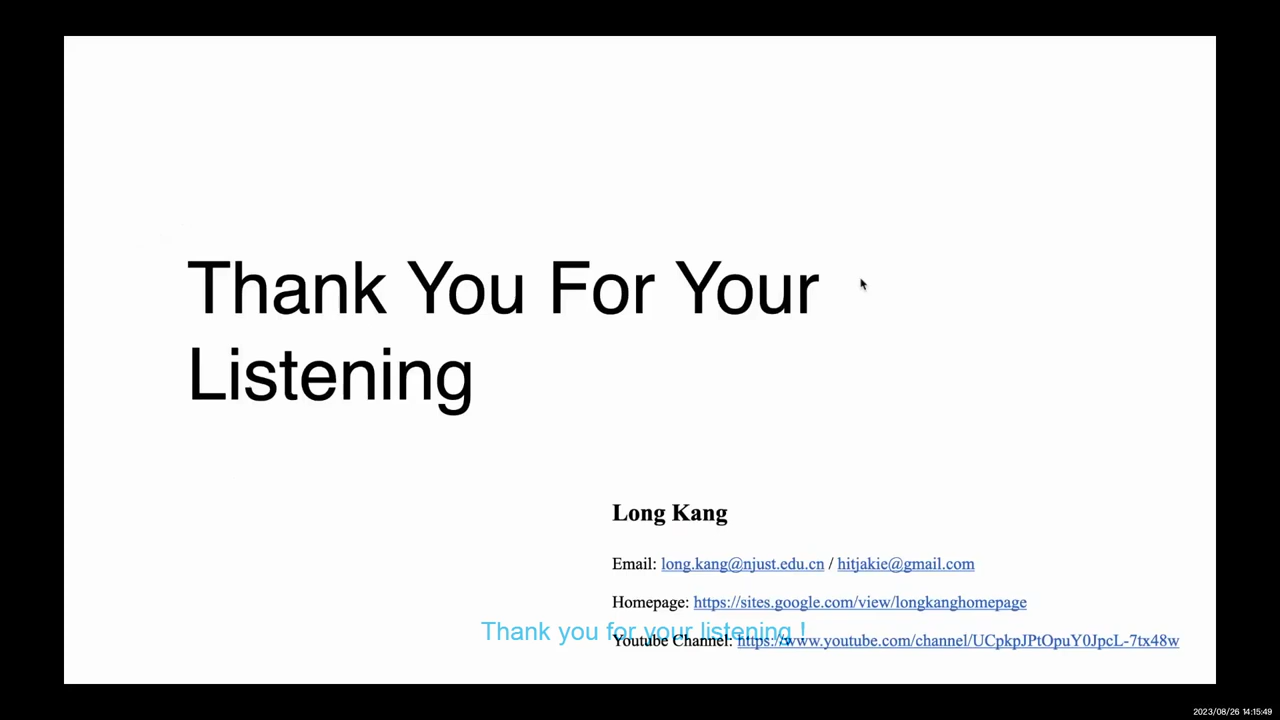 Thank You For Your
Listening
Long Kang
Email: long.kang@njust.edu.cn / hitjakie@gmail.com
Homepage: https://sites.google.com/view/longkanghomepage
Thank you for your listening !
Youtube Channel: https://www.youtube.com/channel/UCpkpJPtOpuY0JpcL-7tx48w
2023/08/26 14:15:49